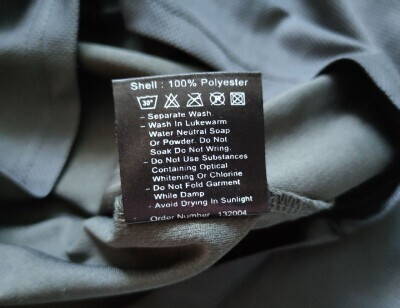 Shell : 100% Polyester
30°
- Separate Wash.
- Wash In Lukewarm
Water Neutral Soap
Or Powder. Do Not
Soak Do Not Wring.
- Do Not Use Substances
Containing Optical
Whitening Or Chlorine
- Do Not Fold Garment
While Damp
- Avoid Drying In Sunlight
Order Number 132004